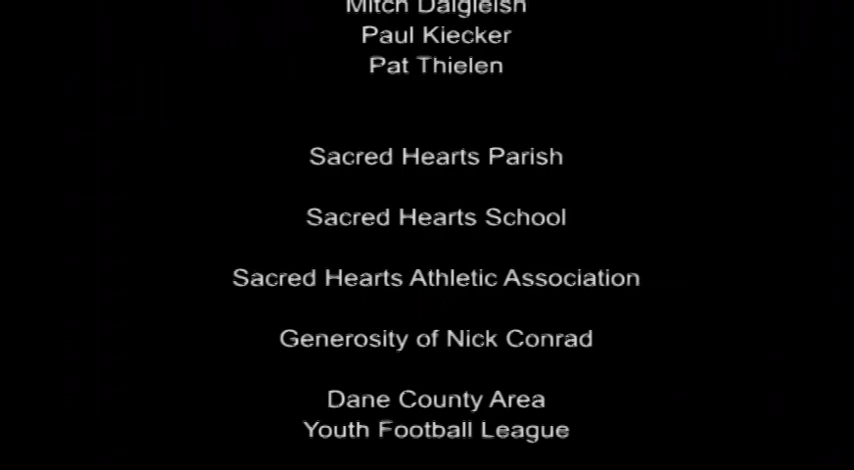 Mitch Dalgleish
Paul Kiecker
Pat Thielen
Sacred Hearts Parish
Sacred Hearts School
Sacred Hearts Athletic Association
Generosity of Nick Conrad
Dane County Area
Youth Football League